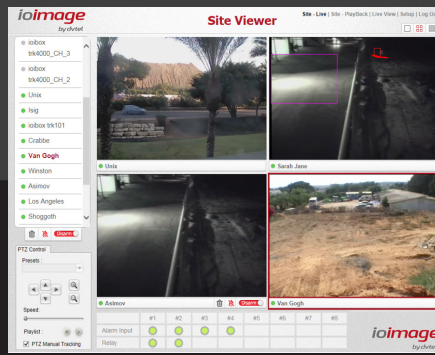 ioimage
by dvtel
Site Viewer
Site - Live | Site - PlayBack | Live View | Setup | Log
ioibox
trk4000_CH_3
ioibox
trk4000_CH_2
Unix
Isig
ioibox trk101
Crabbe
Van Gogh
Winston
Asimov
Los Angeles
Shoggoth
Disarm
PTZ Control
Presets :
Speed:
Playlist :
PTZ Manual Tracking
Unix
Sarah Jane
Asimov
Disarm
Van Gogh
#1 #2 #3 #4 #5 #6 #7 #8
Alarm Input
Relay
ioimage
by dvtel